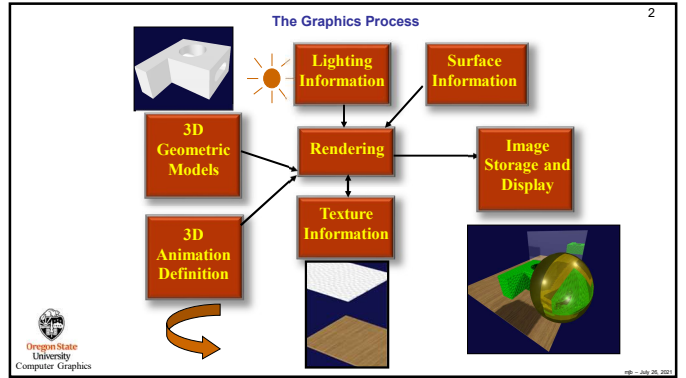 The Graphics Process
2
Lighting
Information
Surface
Information
3D
Geometric
Models
Rendering
Image
Storage and
Display
3D
Animation
Definition
Texture
Information
Oregon State
University
Computer Graphics
mjb – July 26, 2021